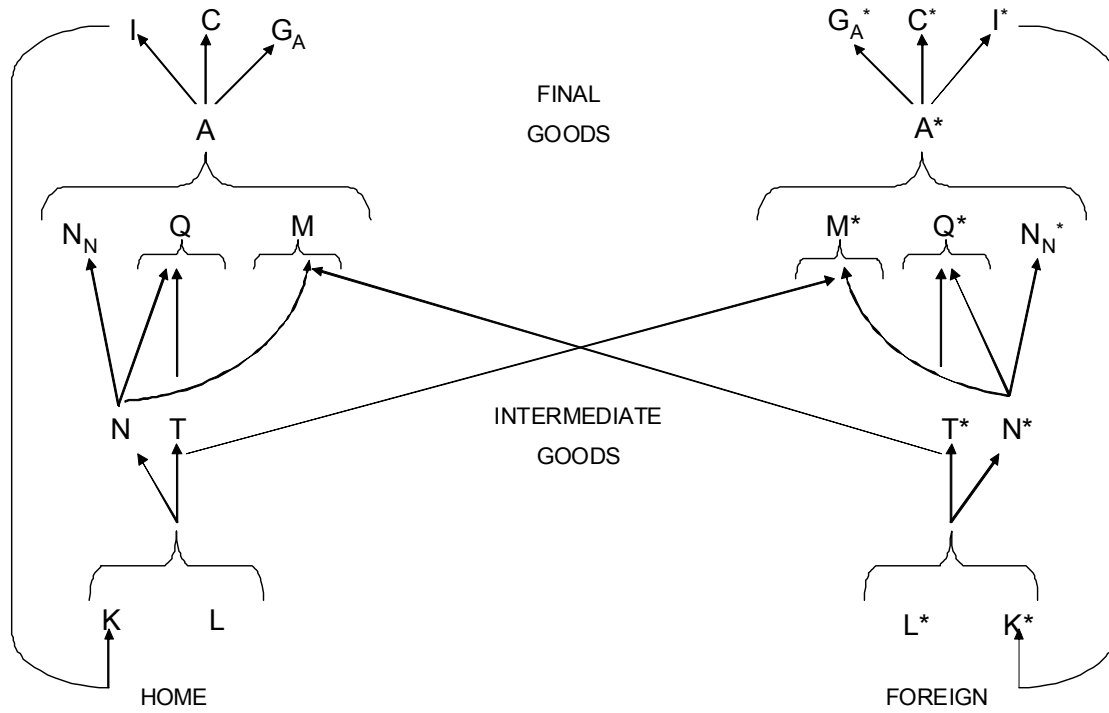 I C G_A G_A* C* I*
FINAL
GOODS
A A*
N_N Q M M* Q* N_N*
N T T* N*
INTERMEDIATE
GOODS
K L L* K*
HOME FOREIGN